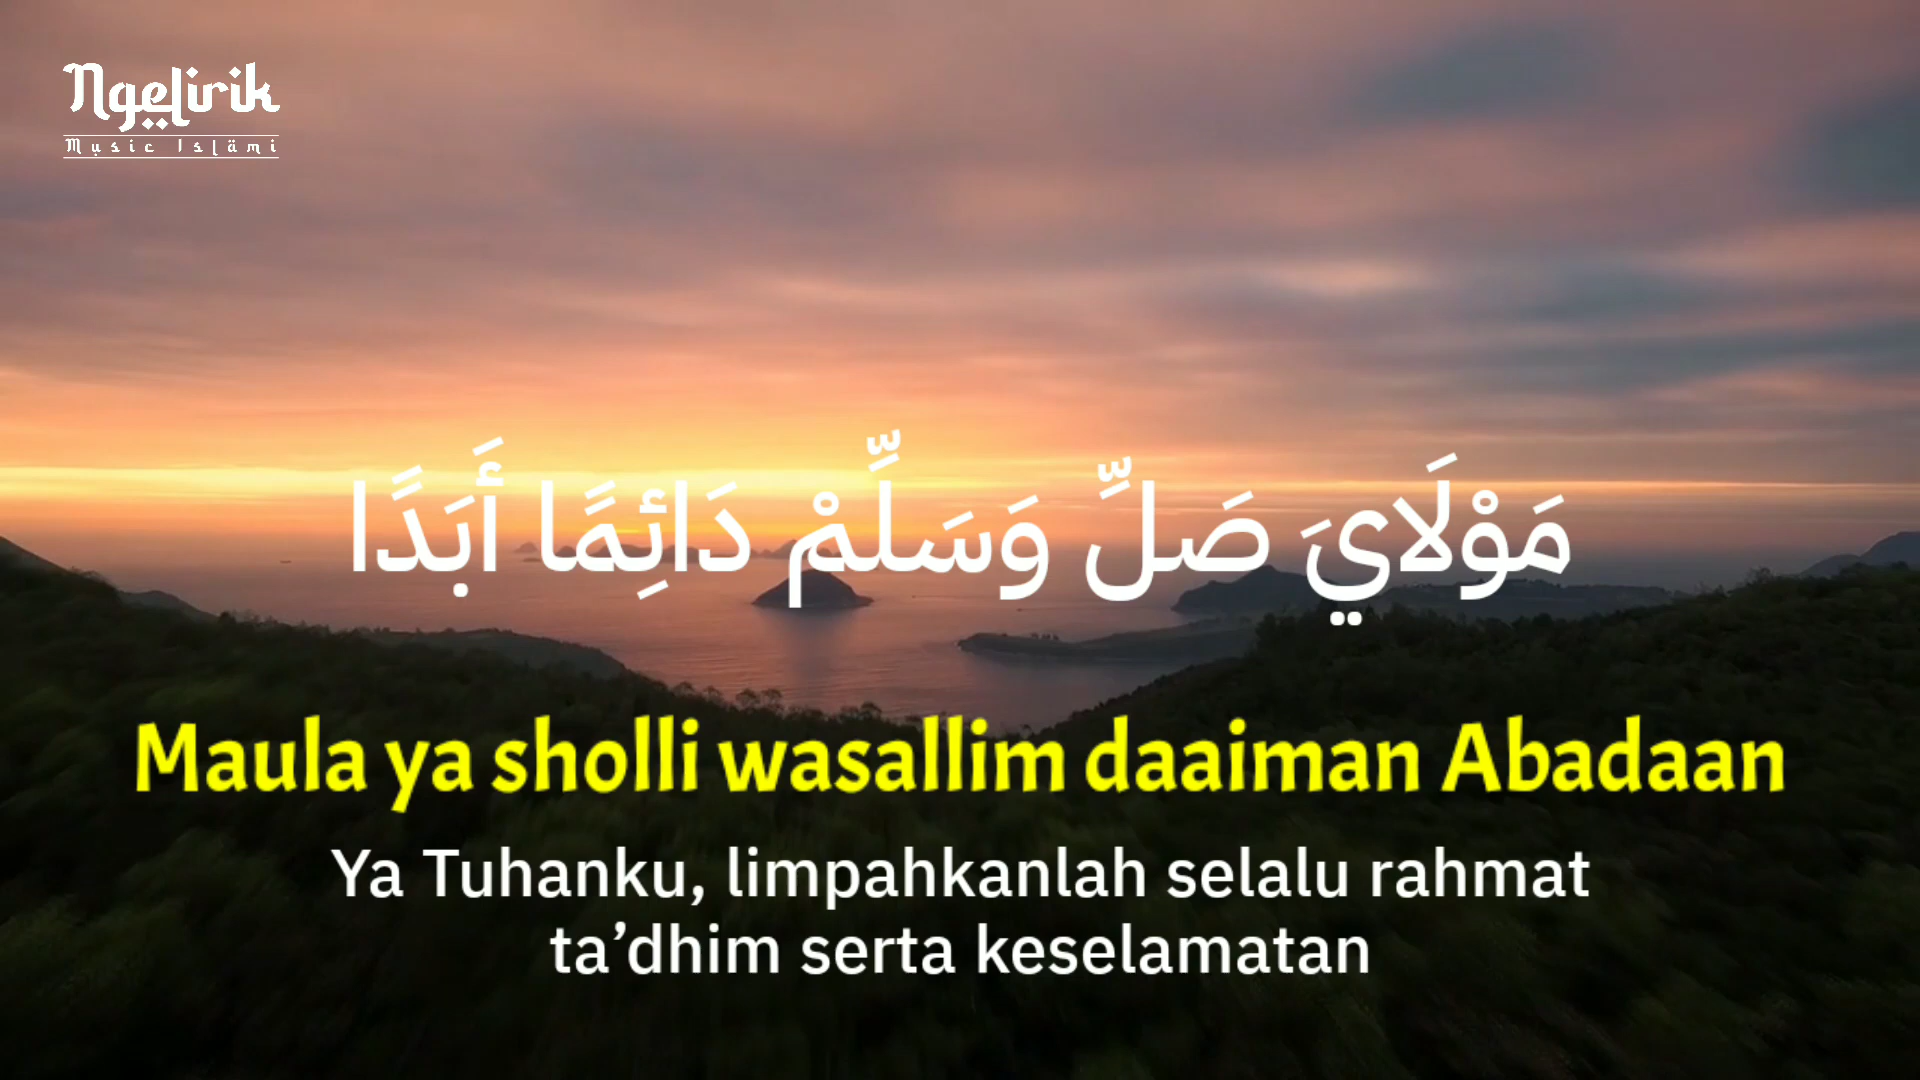 Ngelirik
Music Islami
مَوْلَايَ صَلِّ وَسَلِّمْ دَائِمًا أَبَدًا
Maula ya sholli wasallim daaiman Abadaan
Ya Tuhanku, limpahkanlah selalu rahmat
ta’dhim serta keselamatan